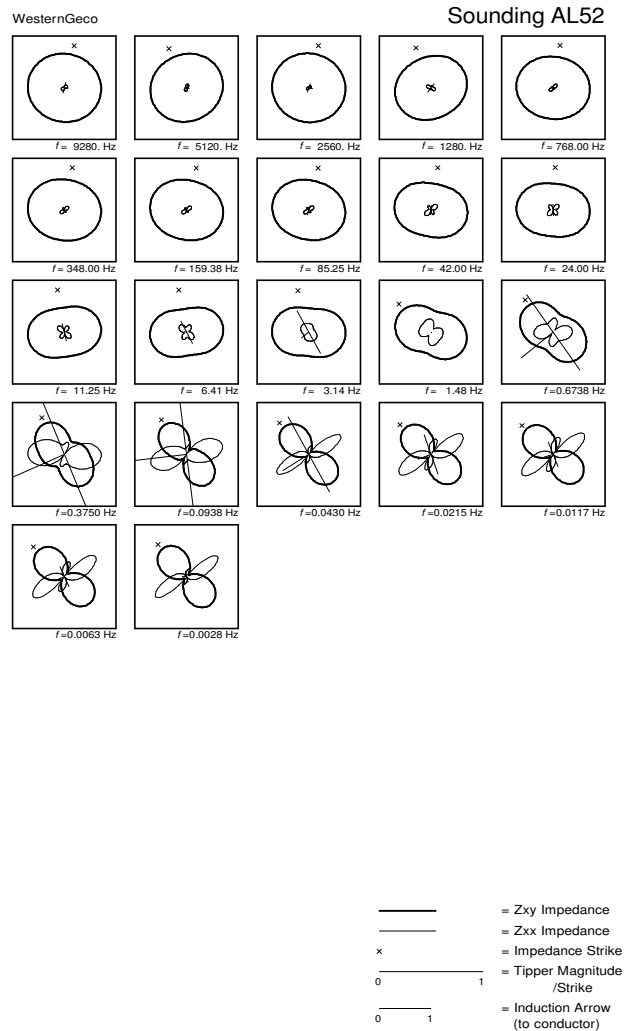 WesternGeco Sounding AL52
f = 9280. Hz f = 5120. Hz f = 2560. Hz f = 1280. Hz f = 768.00 Hz
f = 348.00 Hz f = 159.38 Hz f = 85.25 Hz f = 42.00 Hz f = 24.00 Hz
f = 11.25 Hz f = 6.41 Hz f = 3.14 Hz f = 1.48 Hz f =0.6738 Hz
f =0.3750 Hz f =0.0938 Hz f =0.0430 Hz f =0.0215 Hz f =0.0117 Hz
f =0.0063 Hz f =0.0028 Hz
= Zxy Impedance
= Zxx Impedance
× = Impedance Strike
= Tipper Magnitude
0 1
/Strike
= Induction Arrow
0 1
(to conductor)